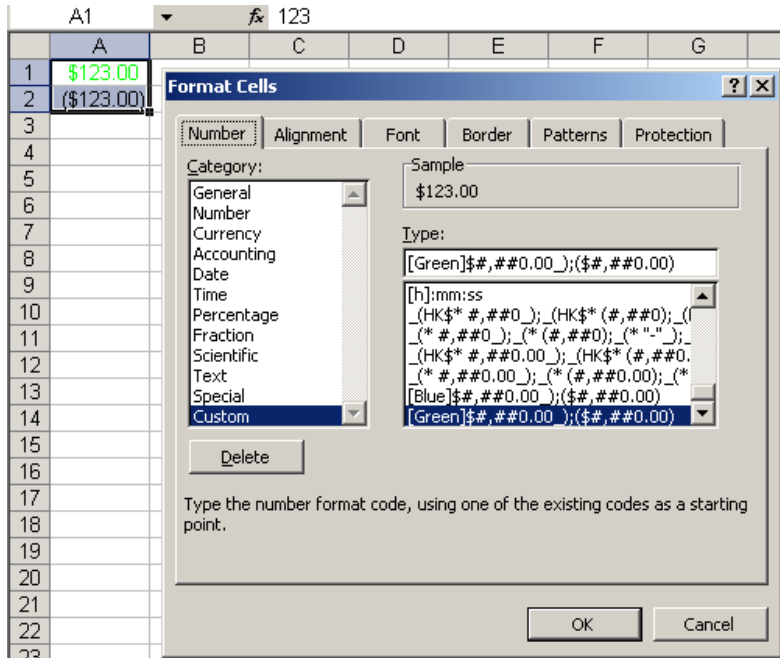 A1 fx 123
A B C D E F G
1 $123.00
2 ($123.00)
3
4
5
6
7
8
9
10
11
12
13
14
15
16
17
18
19
20
21
22
23
Format Cells ? X
Number Alignment Font Border Patterns Protection
Category:
General
Number
Currency
Accounting
Date
Time
Percentage
Fraction
Scientific
Text
Special
Custom
Sample
$123.00
Type:
[Green]$#,##0.00_);($#,##0.00)
[h]:mm:ss
_(HK$* #,##0_);_(HK$* (#,##0);_(
_(* #,##0_);_(* (#,##0);_(* "-"_);_
_(HK$* #,##0.00_);_(HK$* (#,##0.
_(* #,##0.00_);_(* (#,##0.00);_(*
[Blue]$#,##0.00_);($#,##0.00)
[Green]$#,##0.00_);($#,##0.00)
Delete
Type the number format code, using one of the existing codes as a starting
point.
OK Cancel